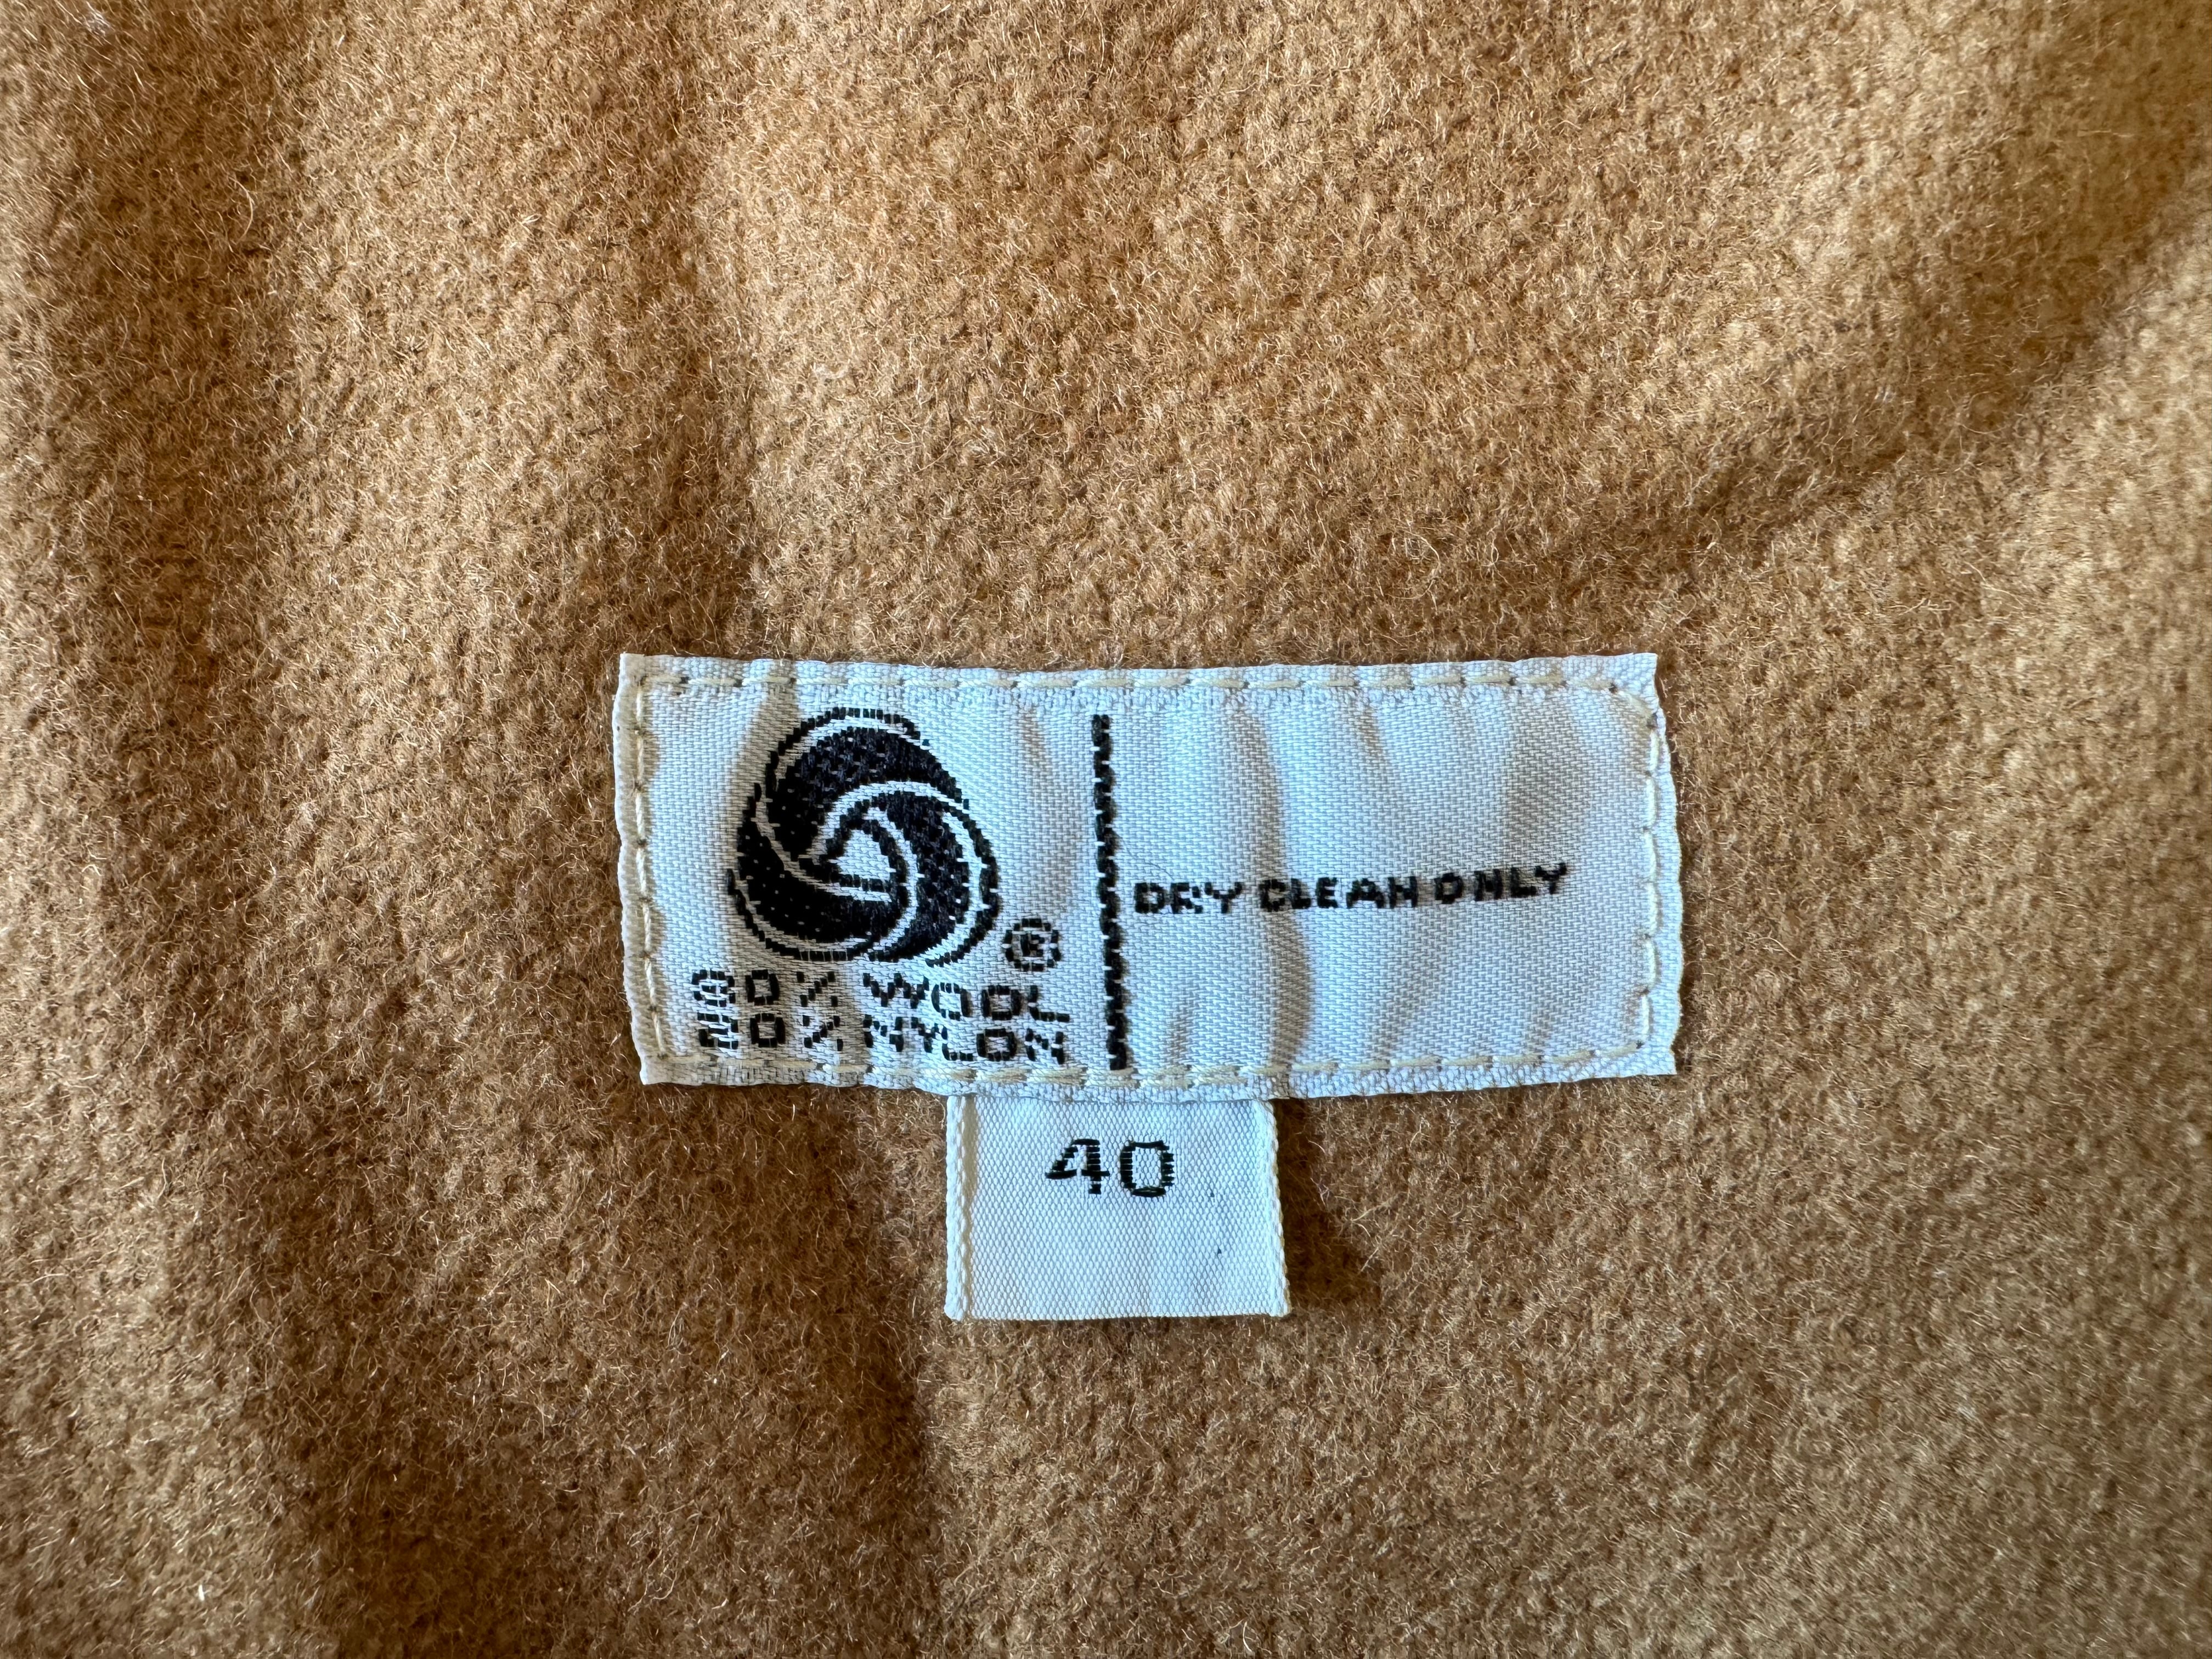 ®
80% WOOL
20% NYLON
DRY CLEAN ONLY
40